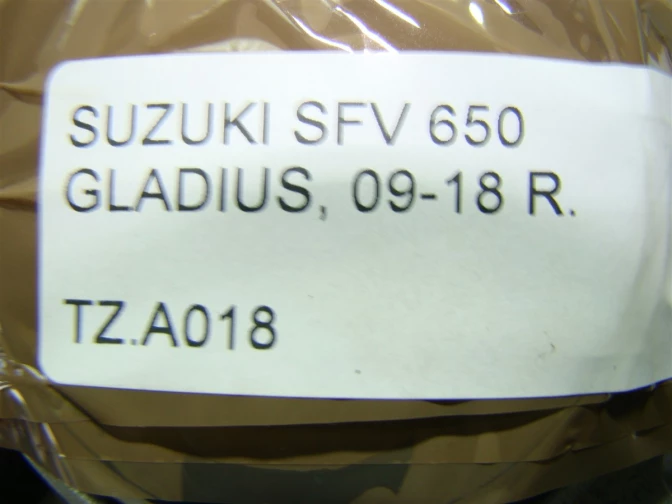 SUZUKI SFV 650
GLADIUS, 09-18 R.
TZ.A018